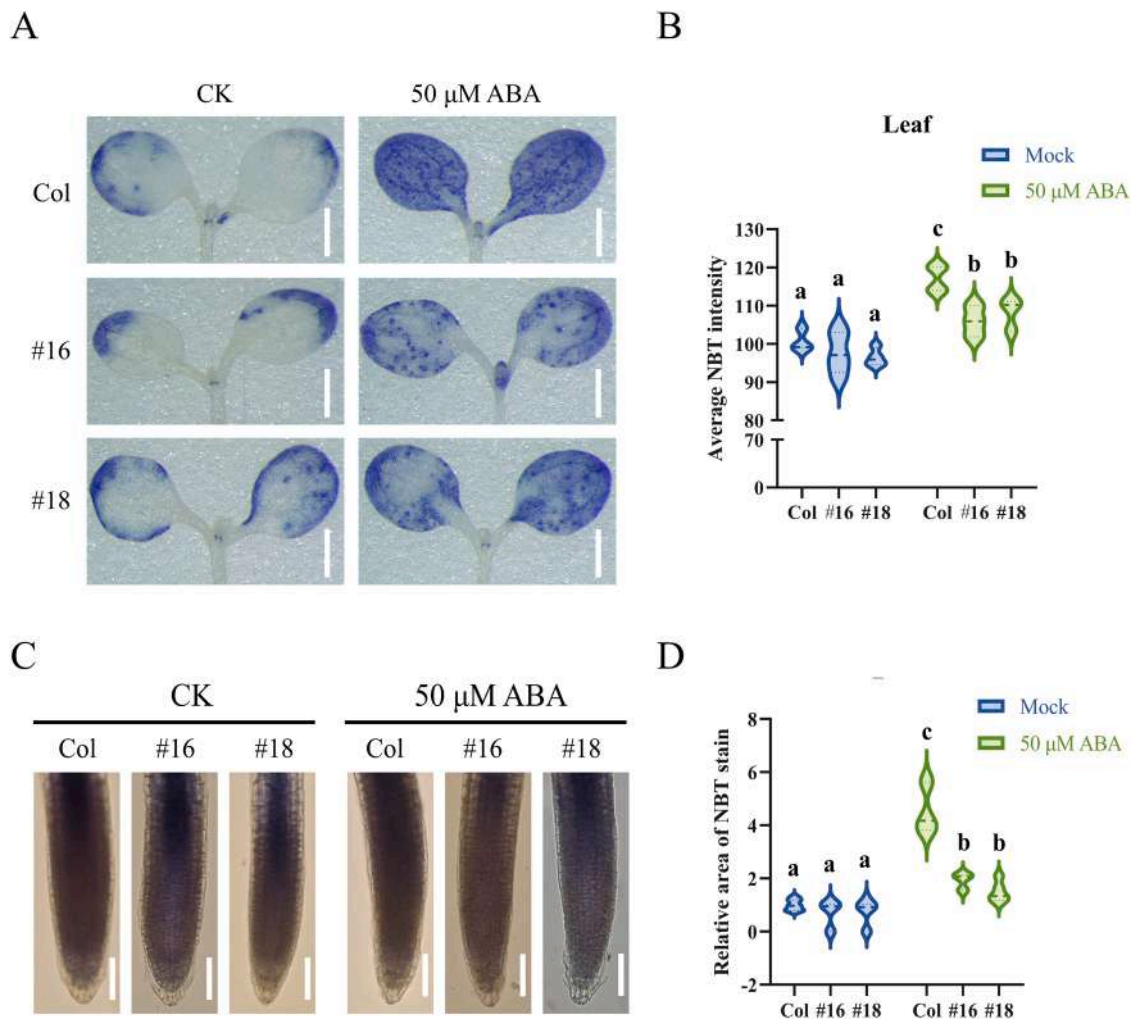 A
CK
50 μM ABA
Col
#16
#18
B
Leaf
Mock
50 μM ABA
Average NBT intensity
130
120
110
100
90
80
70
0
a
a
a
c
b
b
Col #16 #18
Col #16 #18
C
CK
50 μM ABA
Col
#16
#18
Col
#16
#18
D
Mock
50 μM ABA
Relative area of NBT stain
8
6
4
2
0
-2
a
a
a
c
b
b
Col #16 #18
Col #16 #18